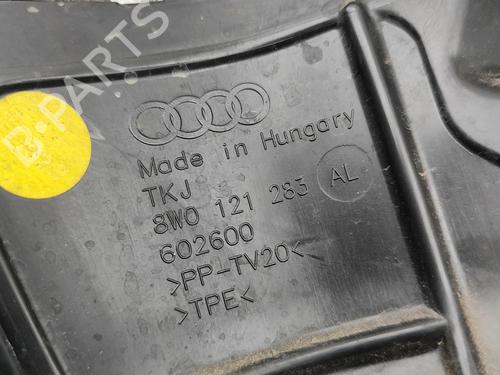 B-PARTS
Made in Hungary
TKJ
8W0 121 283 AL
602600
>PP-TV20<
>TPE<